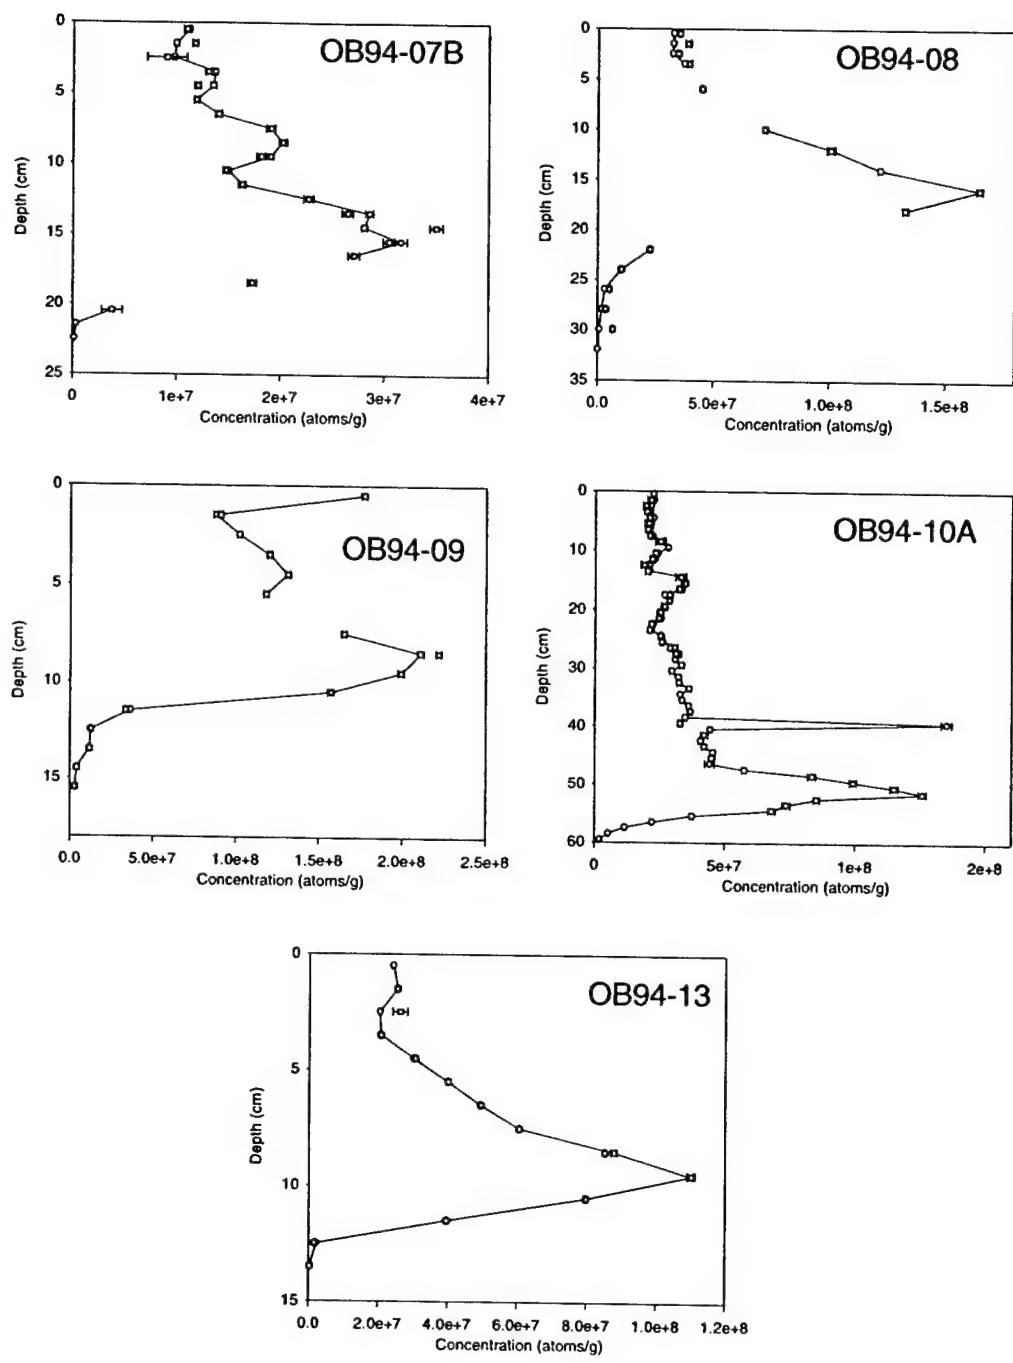 OB94-07B
0
5
10
15
20
25
Depth (cm)
0 1e+7 2e+7 3e+7 4e+7
Concentration (atoms/g)
OB94-08
0
5
10
15
20
25
30
35
Depth (cm)
0.0 5.0e+7 1.0e+8 1.5e+8
Concentration (atoms/g)
OB94-09
0
5
10
15
Depth (cm)
0.0 5.0e+7 1.0e+8 1.5e+8 2.0e+8 2.5e+8
Concentration (atoms/g)
OB94-10A
0
10
20
30
40
50
60
Depth (cm)
0 5e+7 1e+8 2e+8
Concentration (atoms/g)
OB94-13
0
5
10
15
Depth (cm)
0.0 2.0e+7 4.0e+7 6.0e+7 8.0e+7 1.0e+8 1.2e+8
Concentration (atoms/g)